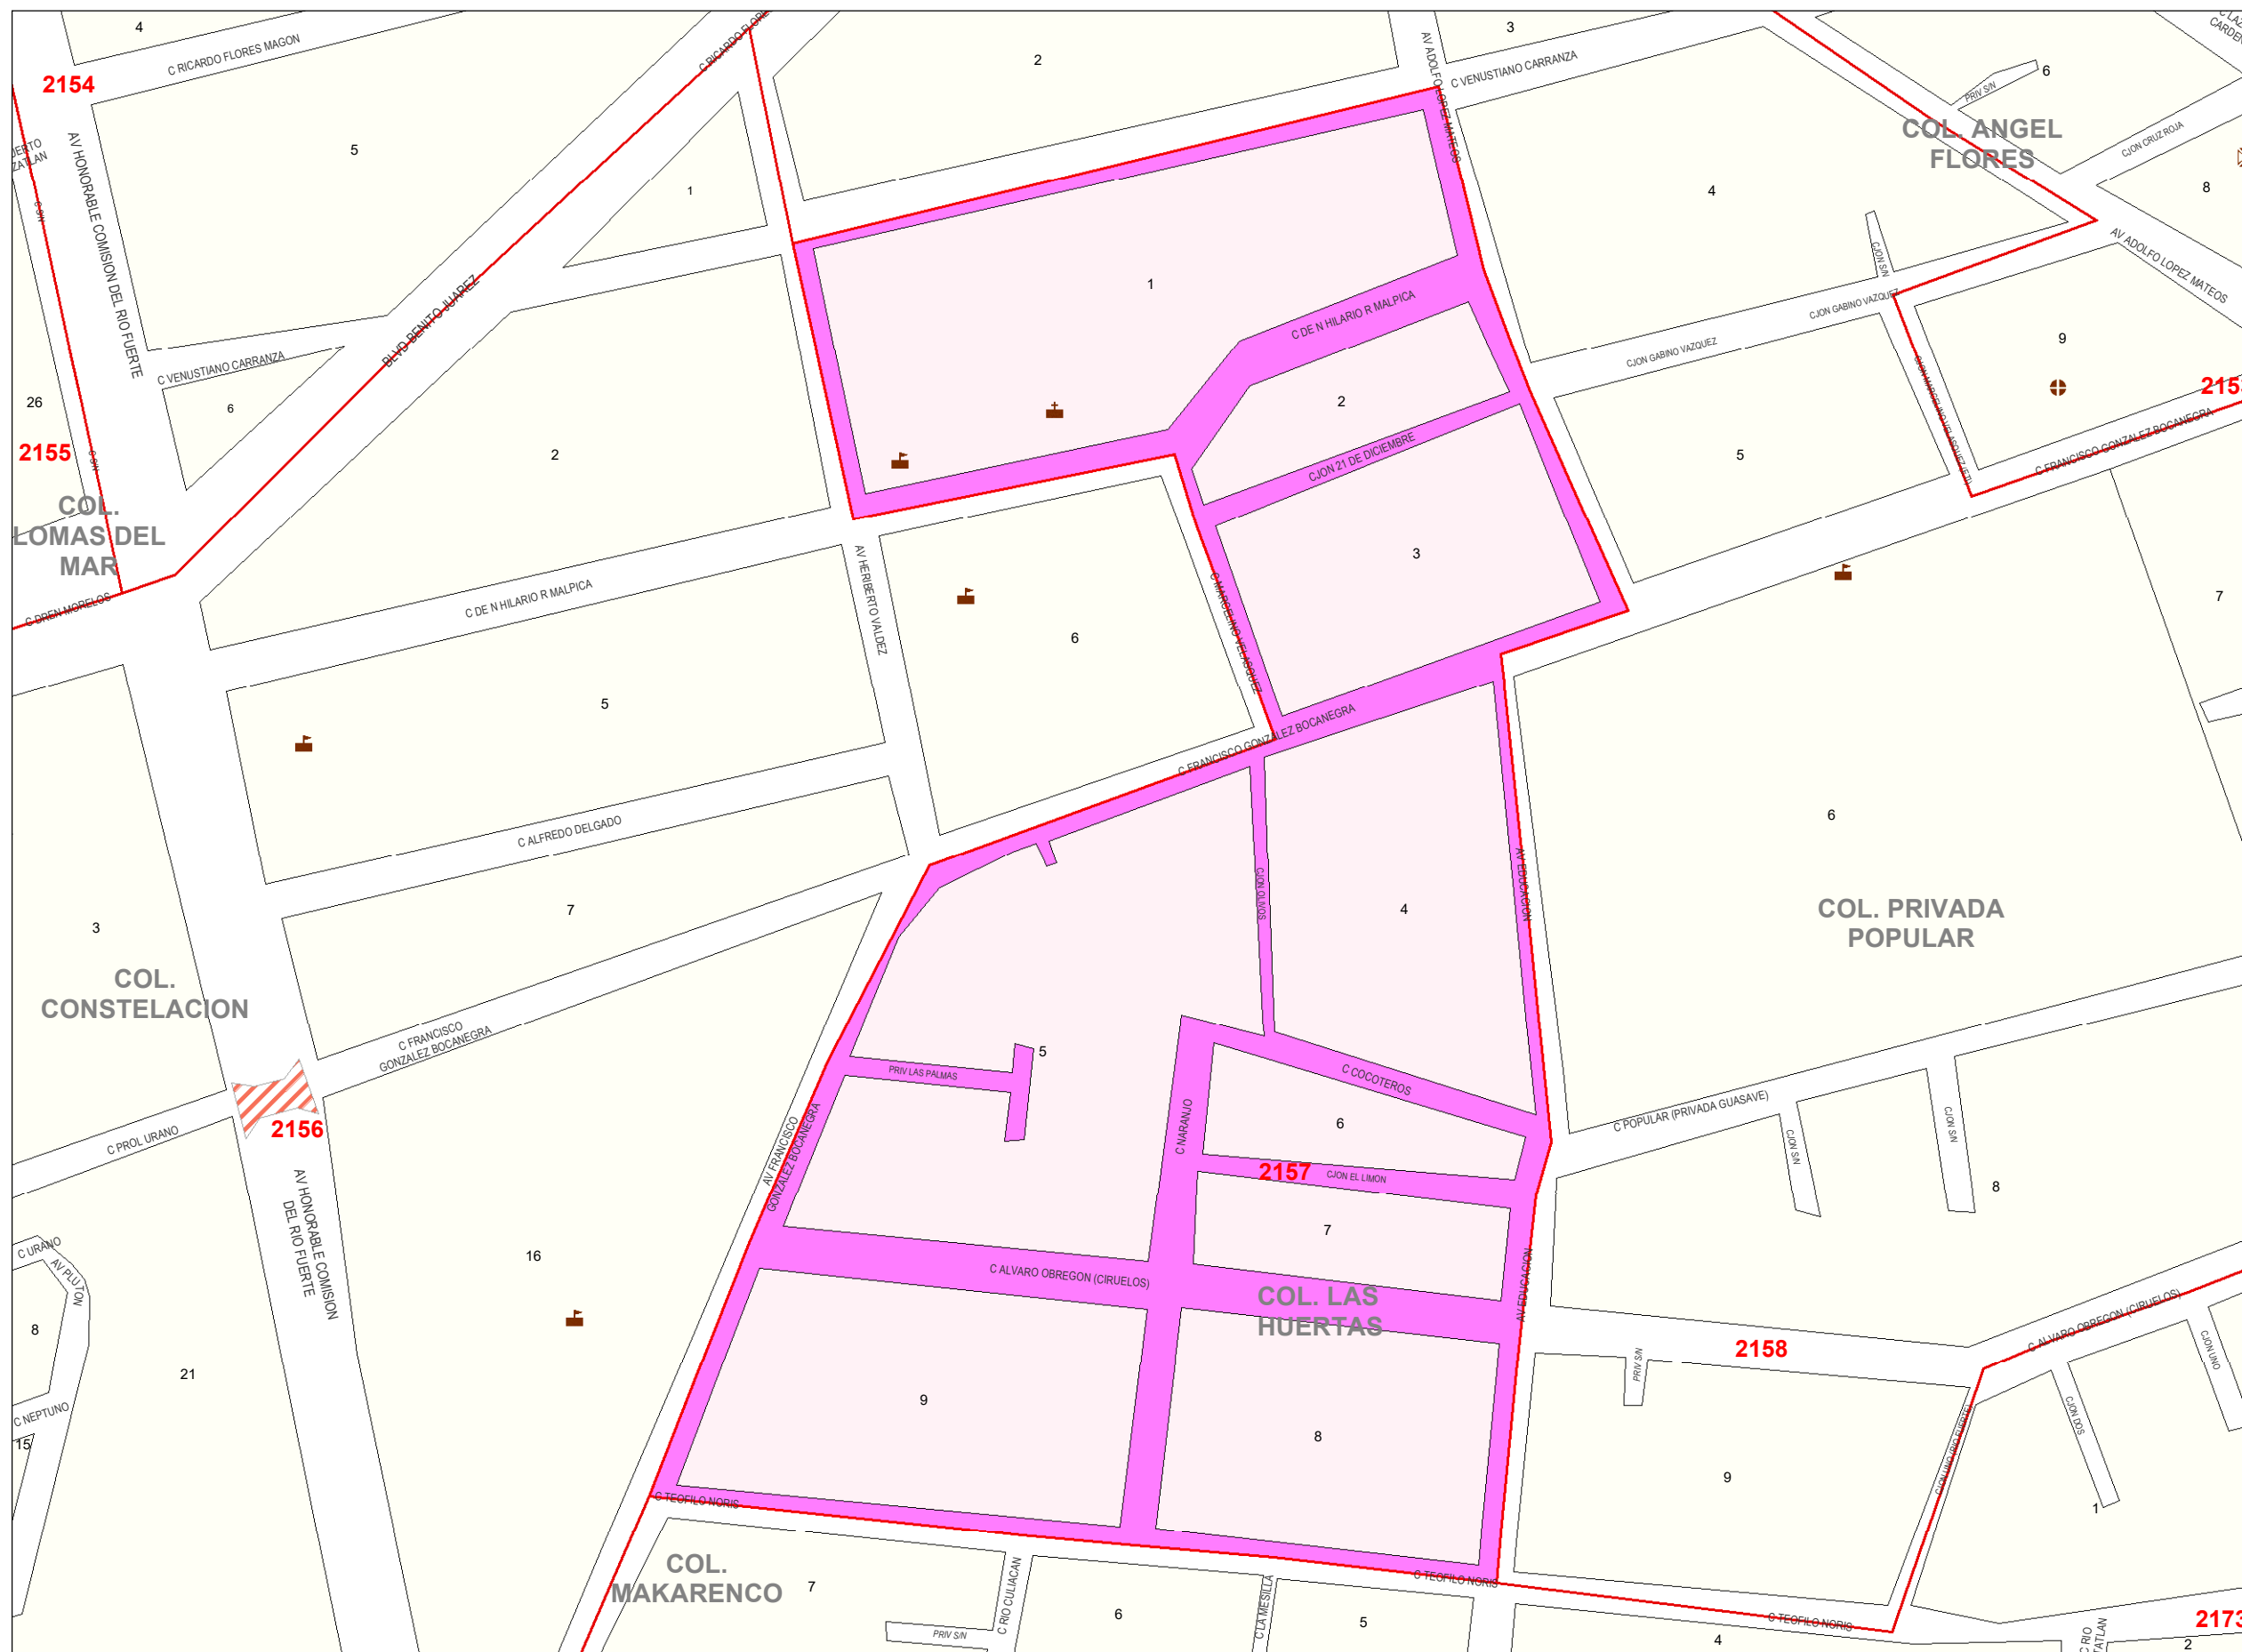 4
C RICARDO FLORES MAGON
C RICARDO FLORE
2
3
AV ADOLFO LOPEZ MATEOS
C VENUSTIANO CARRANZA
6
PRIV S/N
CARDEN
2154
COL. ANGEL
FLORES
CJON CRUZ ROJA
AV HONORABLE COMISION DEL RIO FUERTE
5
1
4
8
C S/N
AV ADOLFO LOPEZ MATEOS
CJON S/N
BLVD BENITO JUAREZ
1
C DE N HILARIO R MALPICA
CJON GABINO VAZQUEZ
CJON GABINO VAZQUEZ
9
C VENUSTIANO CARRANZA
26
6
2
2155
C S/N
2
CJON 21 DE DICIEMBRE
5
C FRANCISCO GONZALEZ BOCANEGRA
COL.
LOMAS DEL
MAR
3
C DREN MORELOS
C DE N HILARIO R MALPICA
AV HERIBERTO VALDEZ
6
C MARCELINO VELASQUEZ
7
5
C FRANCISCO GONZALEZ BOCANEGRA
C ALFREDO DELGADO
6
7
CJON OLIVOS
4
AV EDUCACION
COL. PRIVADA
POPULAR
3
COL.
CONSTELACION
C FRANCISCO
GONZALEZ BOCANEGRA
5
PRIV LAS PALMAS
C COCOTEROS
C PROL URANO
2156
AV FRANCISCO
GONZALEZ BOCANEGRA
C NARANJO
6
C POPULAR (PRIVADA GUASAVE)
CJON S/N
CJON S/N
2157
CJON EL LIMON
8
AV HONORABLE COMISION
DEL RIO FUERTE
7
C URANO
AV PLUTON
16
C ALVARO OBREGON (CIRUELOS)
COL. LAS
HUERTAS
AV EDUCACION
C ALVARO OBREGON (CIRUELOS)
8
21
2158
PRIV S/N
CJON UNO
C NEPTUNO
15
9
8
CJON DOS
CJON UNO (RIO FUERTE)
9
1
C TEOFILO NORIS
COL.
MAKARENCO
7
C RIO CULIACAN
C LA MESILLA
C TEOFILO NORIS
C TEOFILO NORIS
6
5
4
PRIV S/N
2173
2